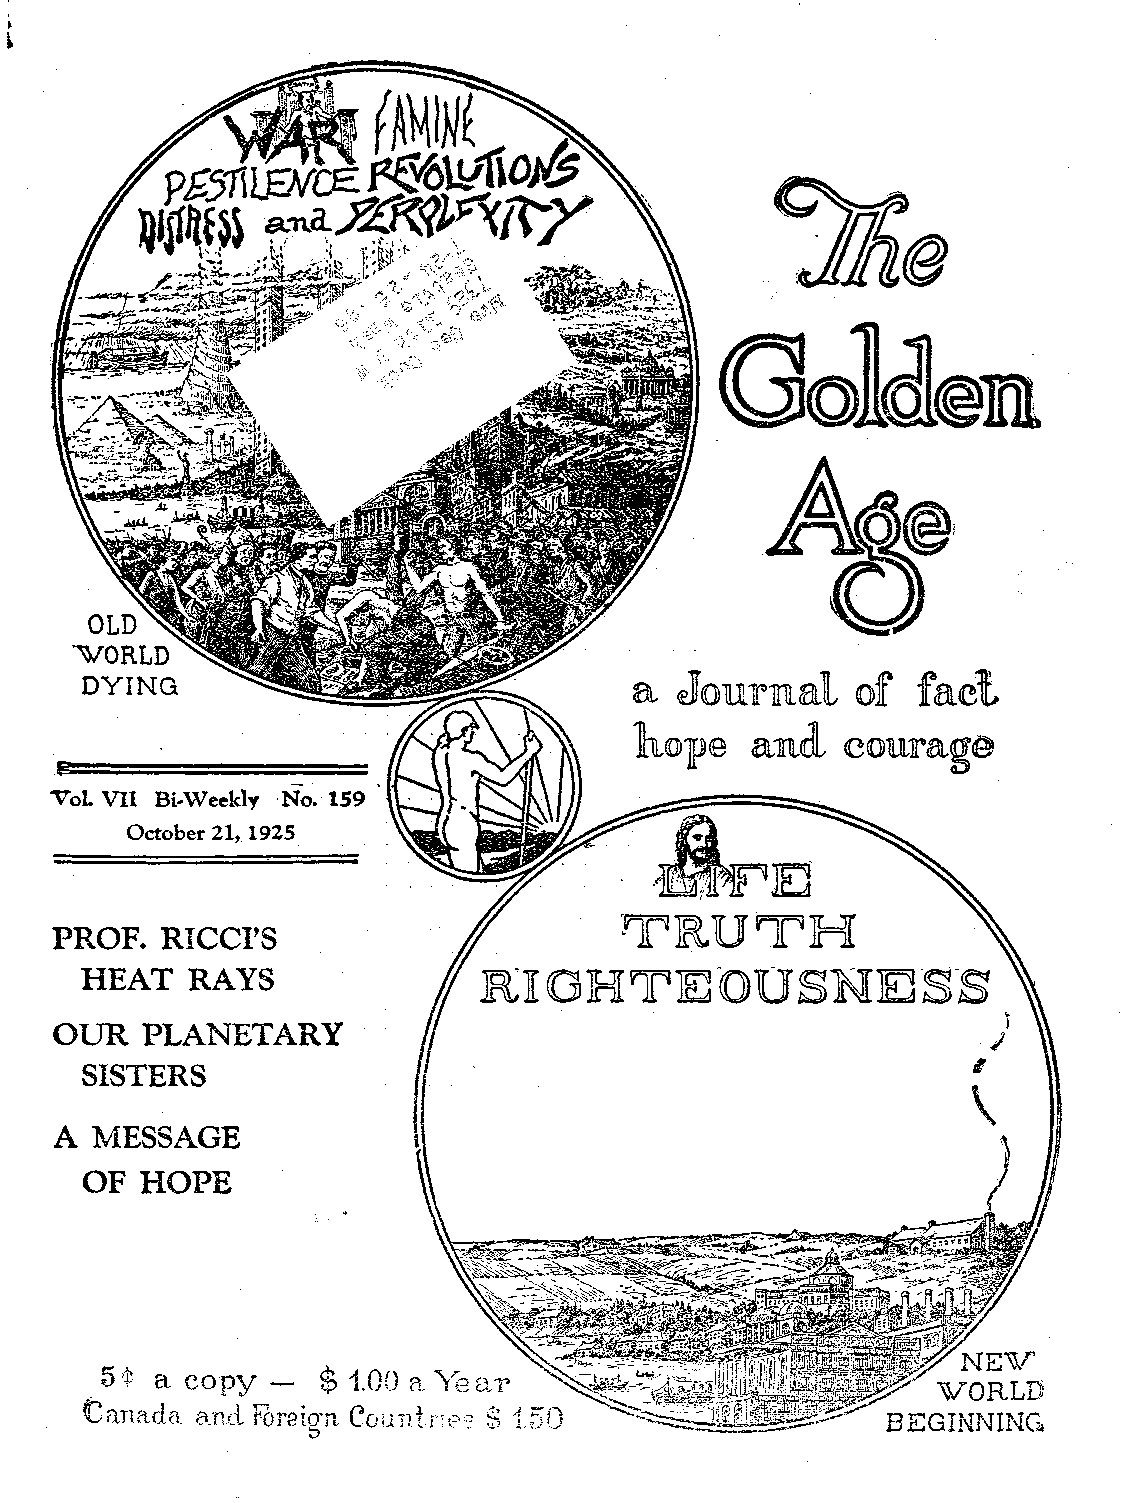 WAR FAMINE
PESTILENCE REVOLUTIONS
DISTRESS and PERPLEXITY
The
Golden
Age
OLD
WORLD
DYING
a Journal of fact
hope and courage
Vol. VII Bi-Weekly No. 159
October 21, 1925
LIFE
TRUTH
RIGHTEOUSNESS
PROF. RICCI'S
HEAT RAYS
OUR PLANETARY
SISTERS
A MESSAGE
OF HOPE
5¢ a copy — $ 1.00 a Year
Canada and Foreign Countries $ 1.50
NEW
WORLD
BEGINNING